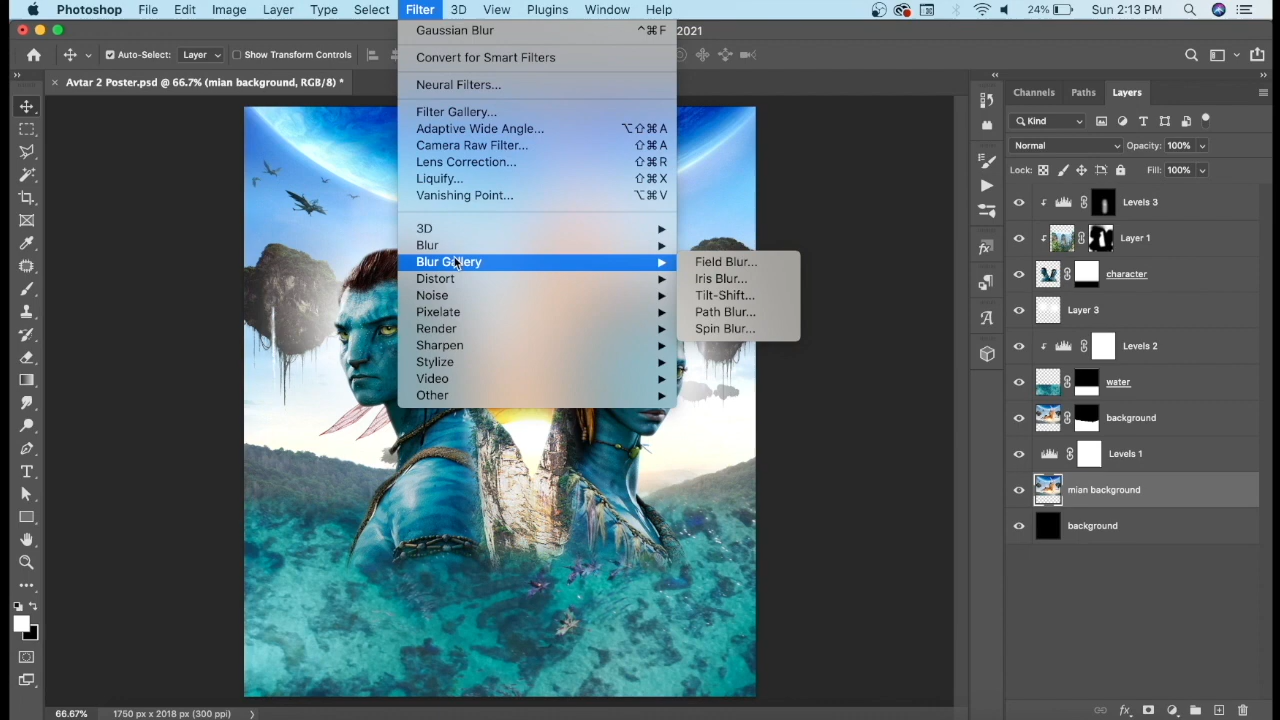 Photoshop File Edit Image Layer Type Select Filter 3D View Plugins Window Help 24% Sun 2:13 PM
2021
Auto-Select: Layer Show Transform Controls
Avtar 2 Poster.psd @ 66.7% (mian background, RGB/8) *
Gaussian Blur ^⌘F
Convert for Smart Filters
Neural Filters...
Filter Gallery...
Adaptive Wide Angle... ⌥⇧⌘A
Camera Raw Filter... ⇧⌘A
Lens Correction... ⇧⌘R
Liquify... ⇧⌘X
Vanishing Point... ⌥⌘V
3D
Blur
Blur Gallery
Distort
Noise
Pixelate
Render
Sharpen
Stylize
Video
Other
Field Blur...
Iris Blur...
Tilt-Shift...
Path Blur...
Spin Blur...
Channels Paths Layers
Kind
Normal Opacity: 100%
Lock: Fill: 100%
Levels 3
Layer 1
character
Layer 3
Levels 2
water
background
Levels 1
mian background
background
66.67% 1750 px x 2018 px (300 ppi)